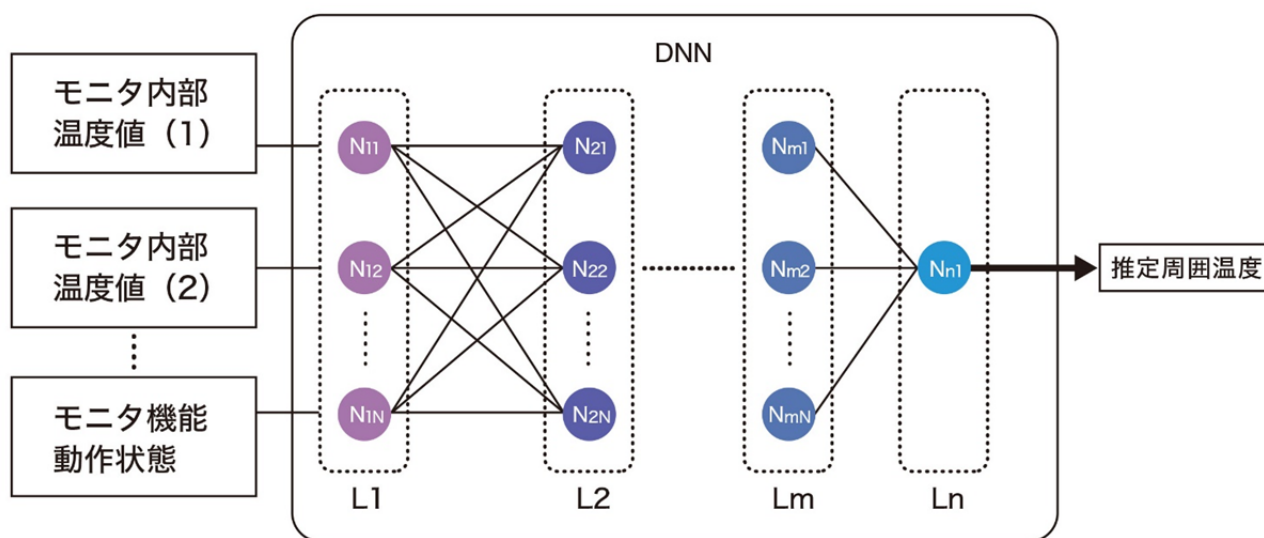 DNN
モニタ内部
温度値（1）
モニタ内部
温度値（2）
モニタ機能
動作状態
N11
N12
N1N
L1
N21
N22
N2N
L2
Nm1
Nm2
NmN
Lm
Nn1
Ln
推定周囲温度